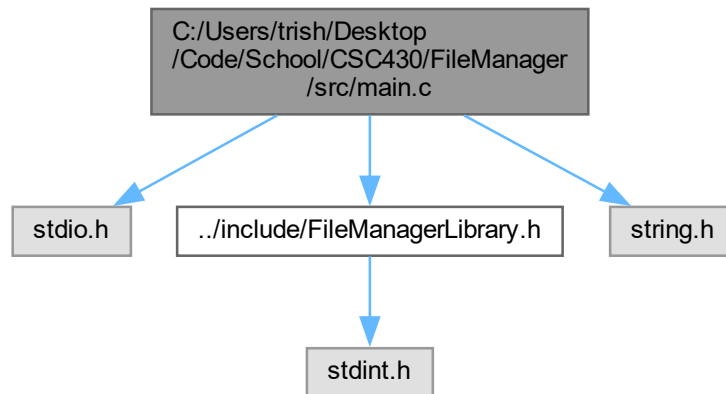 C:/Users/trish/Desktop
/Code/School/CSC430/FileManager
/src/main.c
stdio.h
../include/FileManagerLibrary.h
string.h
stdint.h